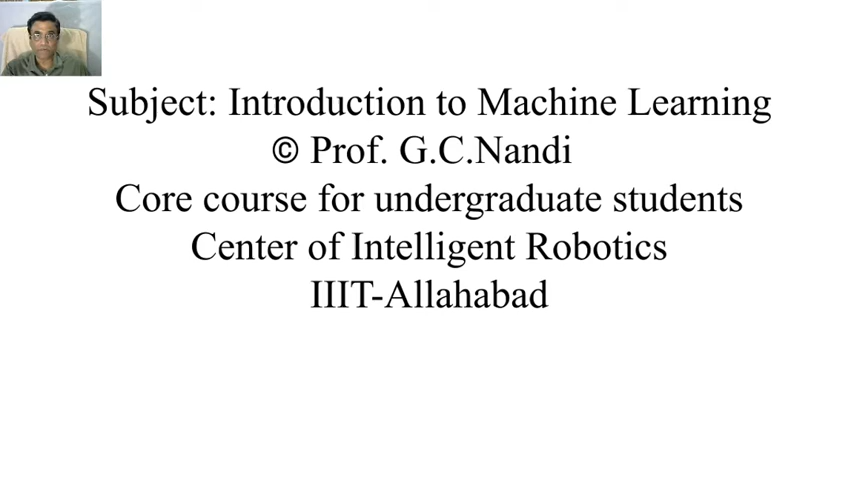 Subject: Introduction to Machine Learning
© Prof. G.C.Nandi
Core course for undergraduate students
Center of Intelligent Robotics
IIIT-Allahabad